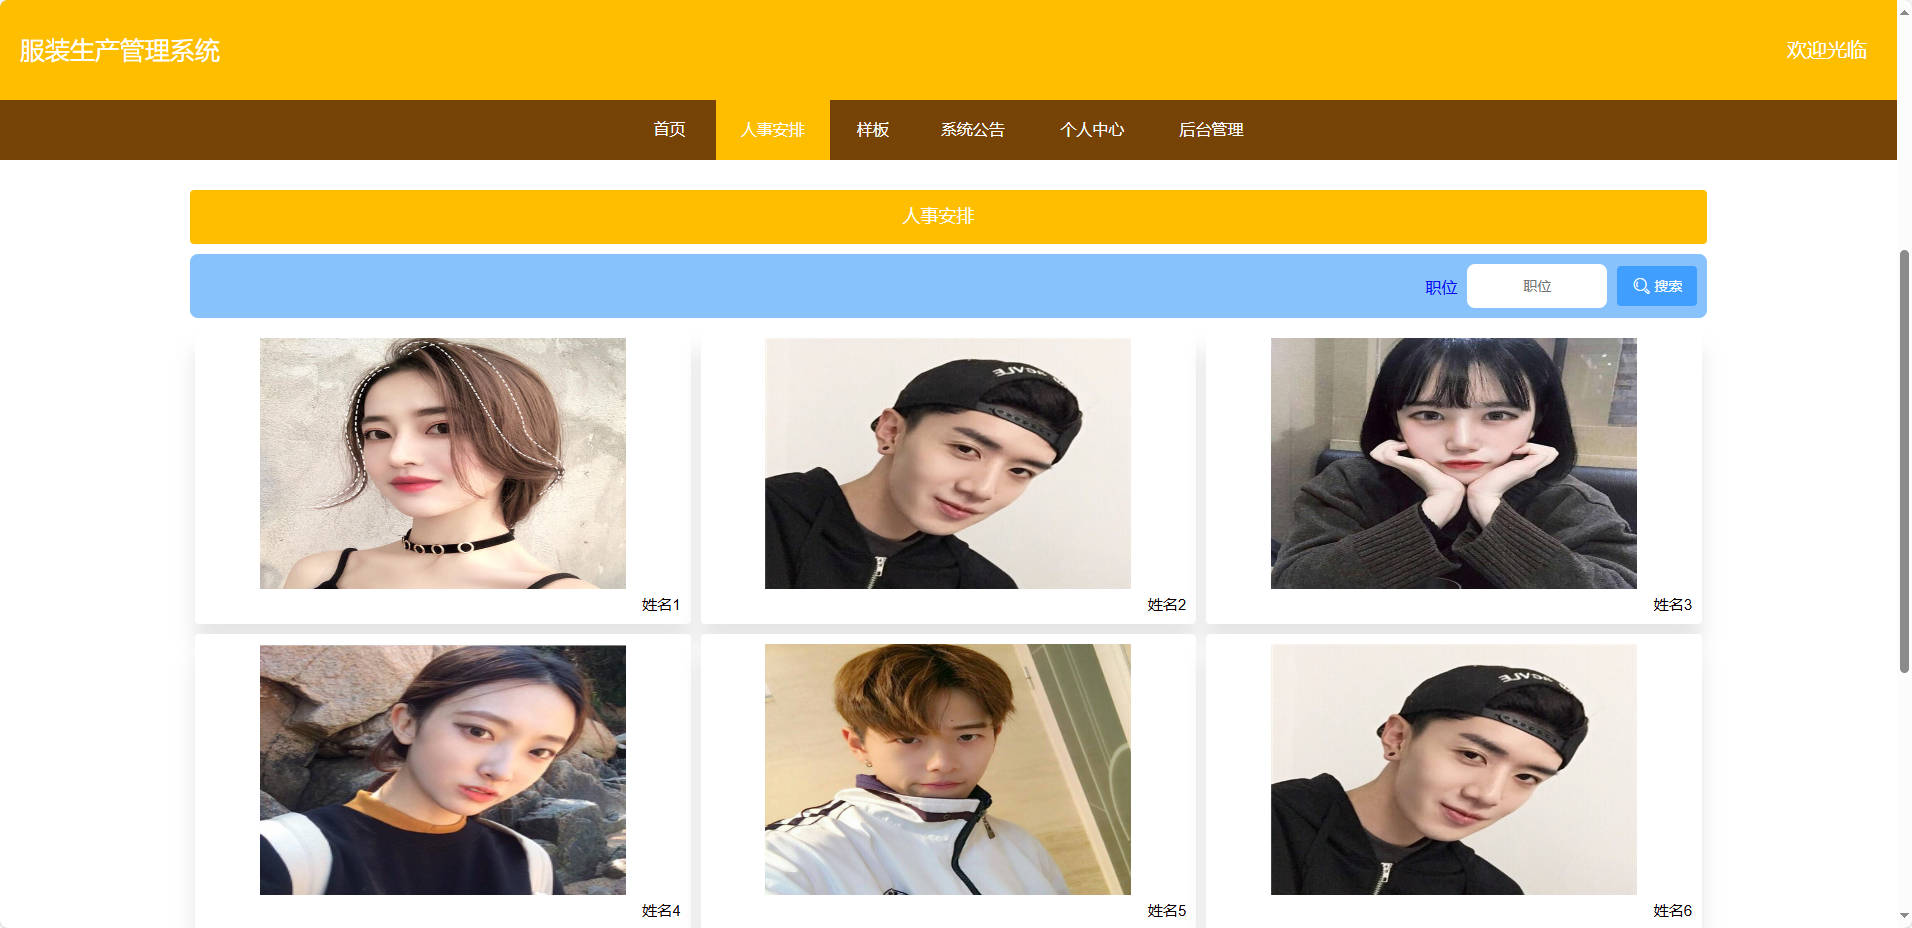 服装生产管理系统
欢迎光临
首页 人事安排 样板 系统公告 个人中心 后台管理
人事安排
职位 职位 搜索
姓名1 姓名2 姓名3
姓名4 姓名5 姓名6